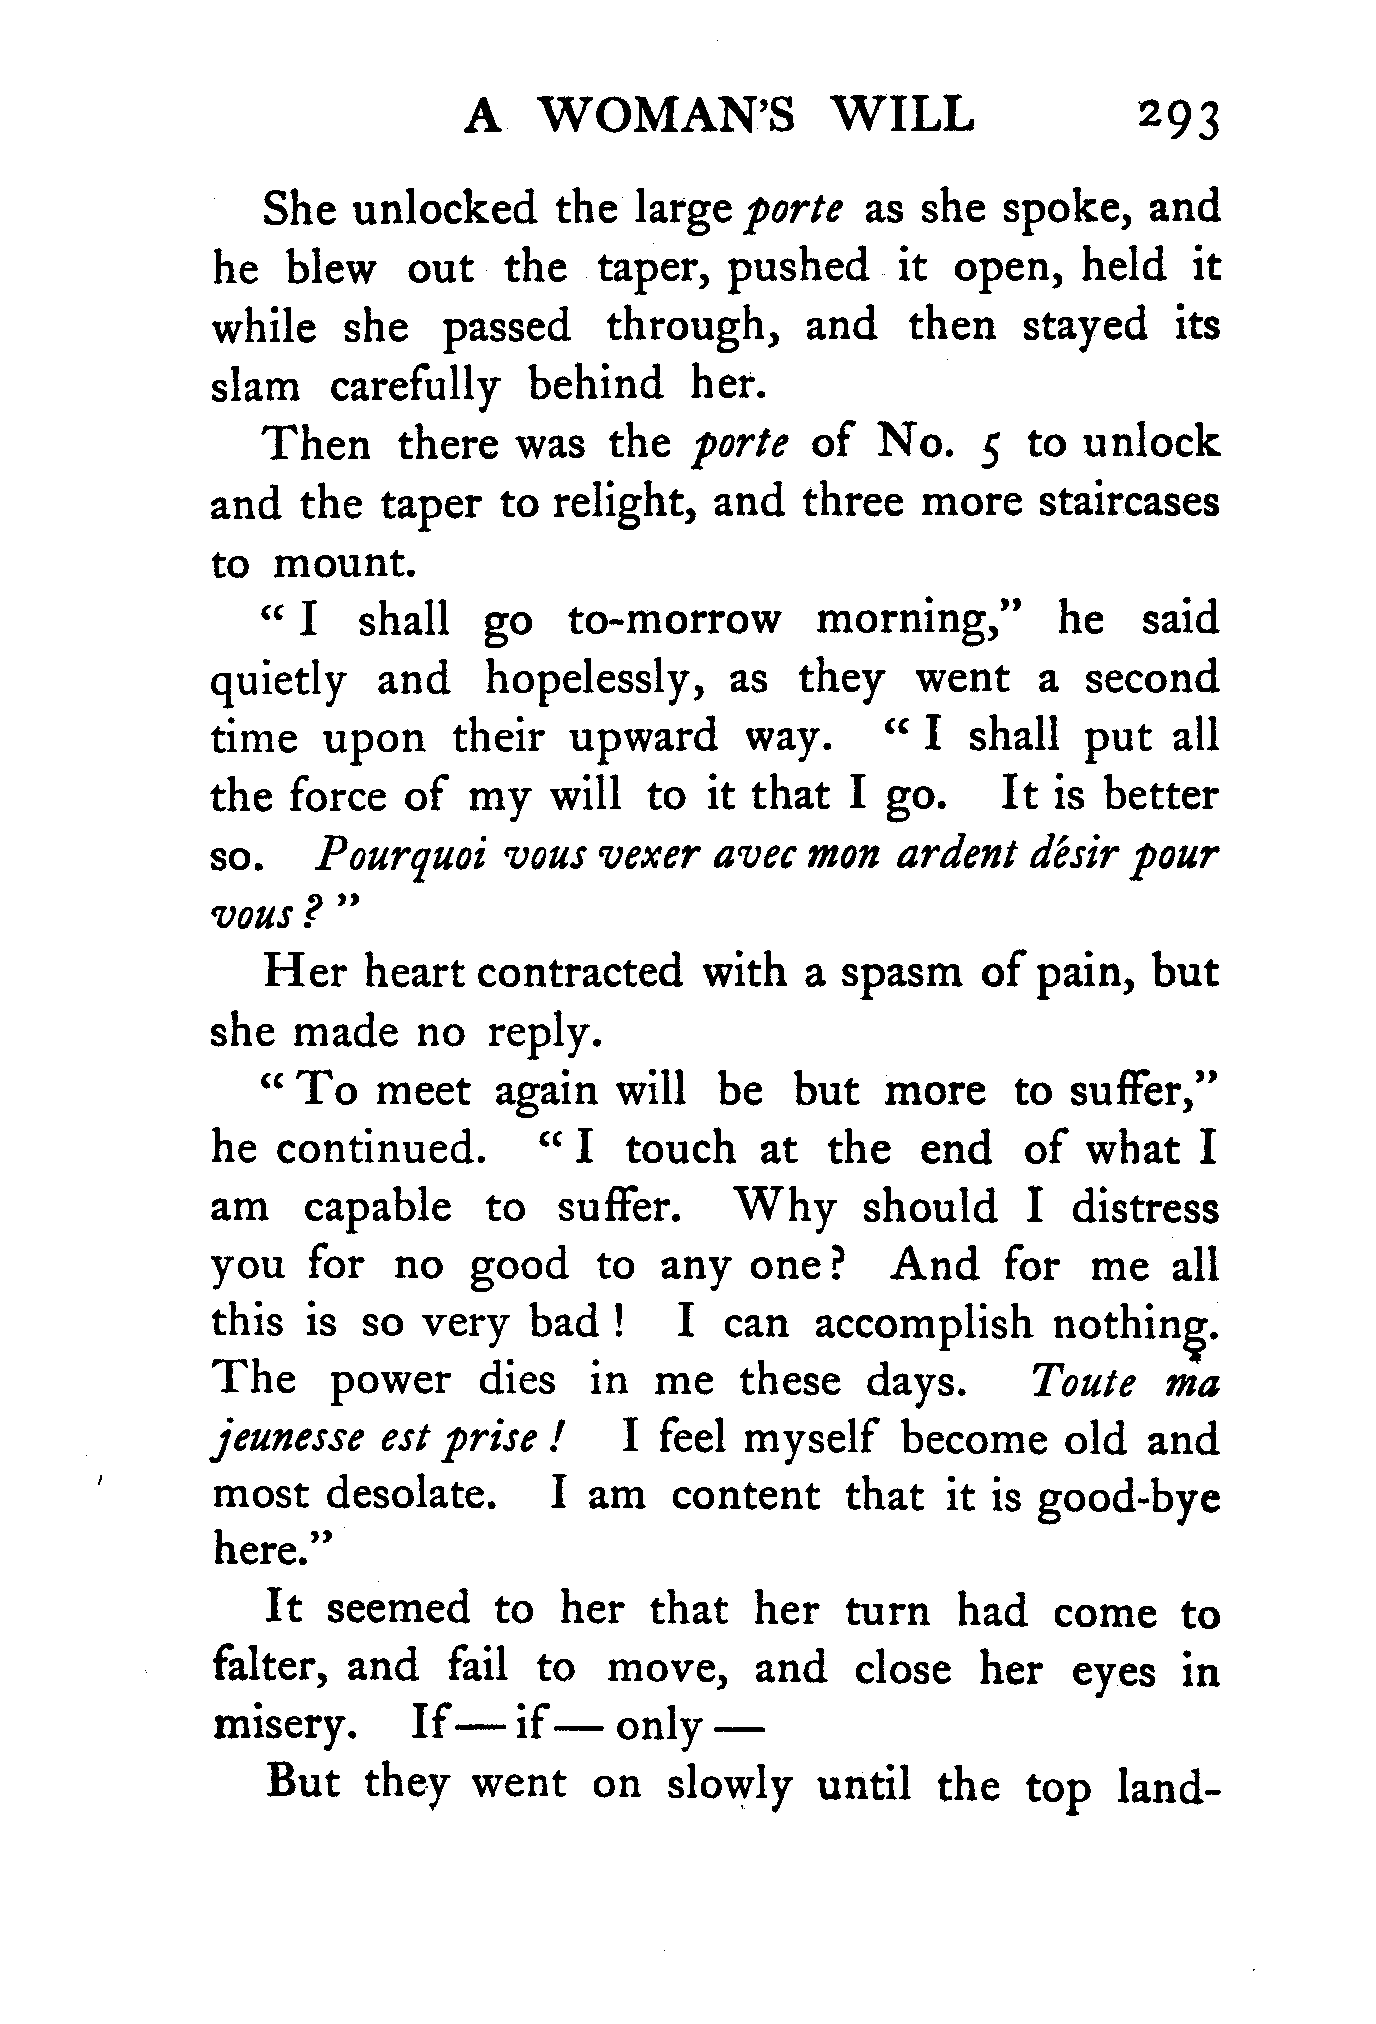 A WOMAN'S WILL 293
She unlocked the large porte as she spoke, and
he blew out the taper, pushed it open, held it
while she passed through, and then stayed its
slam carefully behind her.
Then there was the porte of No. 5 to unlock
and the taper to relight, and three more staircases
to mount.
“ I shall go to-morrow morning,” he said
quietly and hopelessly, as they went a second
time upon their upward way. “ I shall put all
the force of my will to it that I go. It is better
so. Pourquoi vous vexer avec mon ardent désir pour
vous ? ”
Her heart contracted with a spasm of pain, but
she made no reply.
“ To meet again will be but more to suffer,”
he continued. “ I touch at the end of what I
am capable to suffer. Why should I distress
you for no good to any one ? And for me all
this is so very bad ! I can accomplish nothing.
The power dies in me these days. Toute ma
jeunesse est prise ! I feel myself become old and
most desolate. I am content that it is good-bye
here.”
It seemed to her that her turn had come to
falter, and fail to move, and close her eyes in
misery. If — if — only —
But they went on slowly until the top land-